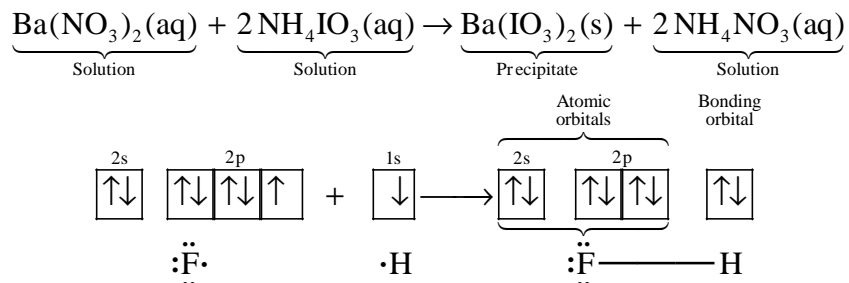 Ba(NO₃)₂(aq) + 2 NH₄IO₃(aq) → Ba(IO₃)₂(s) + 2 NH₄NO₃(aq)
Solution Solution Precipitate Solution
Atomic orbitals Bonding orbital
2s 2p 1s 2s 2p
↑↓ ↑↓ ↑↓ ↑ + ↓ → ↑↓ ↑↓ ↑↓ ↑↓
:F̈· ·H :F̈—H